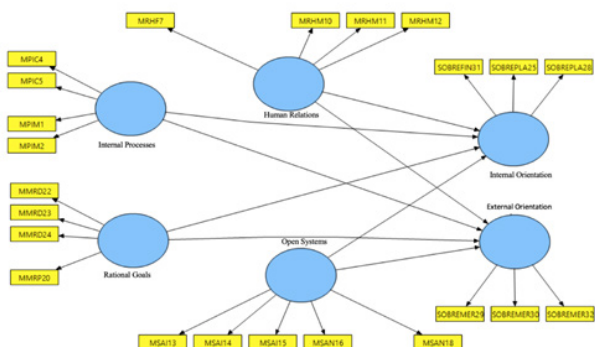 MRHF7
MRHM10
MRHM11
MRHM12
MPIC4
MPIC5
MPIM1
MPIM2
Internal Processes
Human Relations
SOBREFIN31
SOBREPLA25
SOBREPLA28
Internal Orientation
MMRD22
MMRD23
MMRD24
MMRP20
Rational Goals
Open Systems
External Orientation
SOBREMER29
SOBREMER30
SOBREMER32
MSAI13
MSAI14
MSAI15
MSAN16
MSAN18